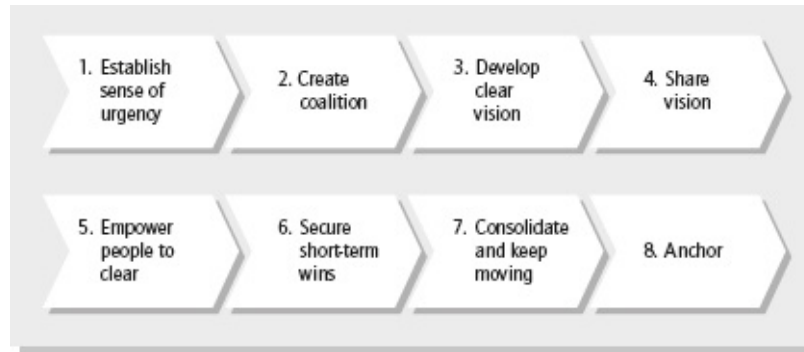 1. Establish
sense of
urgency
2. Create
coalition
3. Develop
clear
vision
4. Share
vision
5. Empower
people to
clear
6. Secure
short-term
wins
7. Consolidate
and keep
moving
8. Anchor